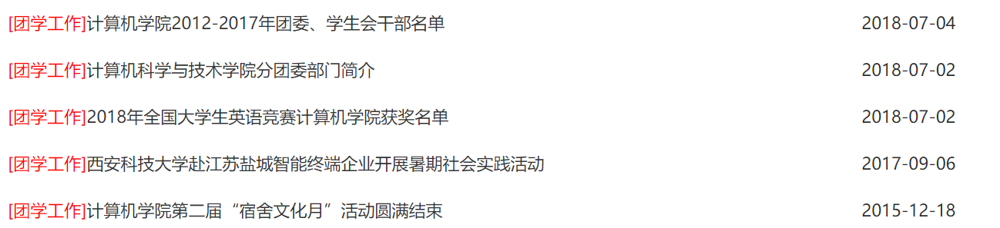 [团学工作]计算机学院2012-2017年团委、学生会干部名单 2018-07-04
[团学工作]计算机科学与技术学院分团委部门简介 2018-07-02
[团学工作]2018年全国大学生英语竞赛计算机学院获奖名单 2018-07-02
[团学工作]西安科技大学赴江苏盐城智能终端企业开展暑期社会实践活动 2017-09-06
[团学工作]计算机学院第二届“宿舍文化月”活动圆满结束 2015-12-18